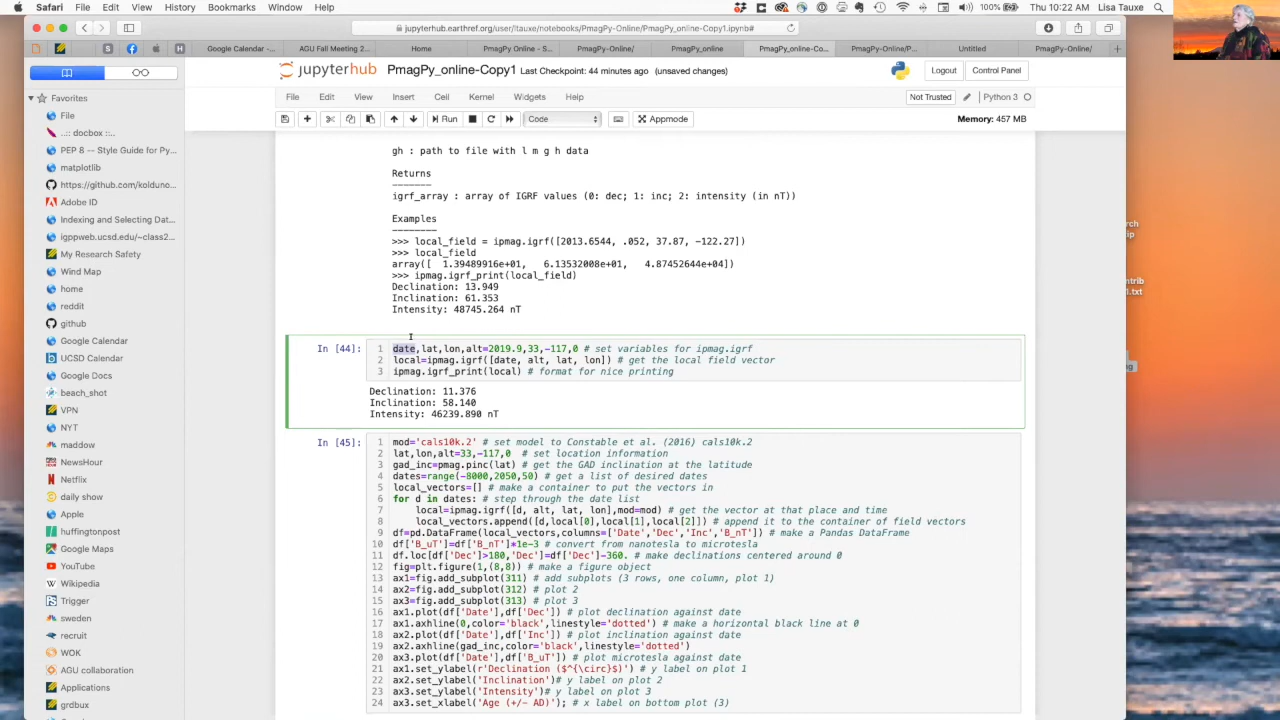 Safari File Edit View History Bookmarks Window Help 100% Thu 10:22 AM Lisa Tauxe
jupyterhub.earthref.org/user/tauxe/notebooks/PmagPy-Online/PmagPy_online-Copy1.ipynb#
S H Google Calendar -... AGU Fall Meeting 2... Home PmagPy Online - S... PmagPy-Online/ PmagPy_online PmagPy_online-Co... PmagPy-Online/P... Untitled PmagPy-Online/
jupyterhub PmagPy_online-Copy1 Last Checkpoint: 44 minutes ago (unsaved changes) Logout Control Panel
File Edit View Insert Cell Kernel Widgets Help Not Trusted Python 3
Run Code Appmode Memory: 457 MB
Favorites
File
..:: docbox ::..
PEP 8 -- Style Guide for Py...
matplotlib
https://github.com/kolduno...
Adobe ID
Indexing and Selecting Dat...
igppweb.ucsd.edu/~class2...
My Research Safety
Wind Map
home
reddit
github
Google Calendar
UCSD Calendar
Google Docs
beach_shot
VPN
NYT
maddow
NewsHour
Netflix
daily show
Apple
huffingtonpost
Google Maps
YouTube
Wikipedia
Trigger
sweden
recruit
WOK
AGU Publication
Applications
grdbux
gh : path to file with l m g h data
Returns
-------
igrf_array : array of IGRF values (0: dec; 1: inc; 2: intensity (in nT))
Examples
--------
>>> local_field = ipmag.igrf([2013.6544, .052, 37.87, -122.27])
>>> local_field
array([ 1.39489916e+01, 6.13532008e+01, 4.87452644e+04])
>>> ipmag.igrf_print(local_field)
Declination: 13.949
Inclination: 61.353
Intensity: 48745.264 nT
In [44]:
1 date,lat,lon,alt=2019.9,33,-117,0 # set variables for ipmag.igrf
2 local=ipmag.igrf([date, alt, lat, lon]) # get the local field vector
3 ipmag.igrf_print(local) # format for nice printing
Declination: 11.376
Inclination: 58.140
Intensity: 46239.890 nT
In [45]:
1 mod='cals10k.2' # set model to Constable et al. (2016) cals10k.2
2 lat,lon,alt=33,-117,0 # set location information
3 gad_inc=pmag.pinc(lat) # get the GAD inclination at the latitude
4 dates=range(-8000,2050,50) # get a list of desired dates
5 local_vectors=[] # make a container to put the vectors in
6 for d in dates: # step through the date list
7 local=ipmag.igrf([d, alt, lat, lon],mod=mod) # get the vector at that place and time
8 local_vectors.append([d,local[0],local[1],local[2]]) # append it to the container of field vectors
9 df=pd.DataFrame(local_vectors,columns=['Date','Dec','Inc','B_nT']) # make a Pandas DataFrame
10 df['B_uT']=df['B_nT']*1e-3 # convert from nanotesla to microtesla
11 df.loc[df['Dec']>180,'Dec']=df['Dec']-360. # make declinations centered around 0
12 fig=plt.figure(1,(8,8)) # make a figure object
13 ax1=fig.add_subplot(311) # add subplots (3 rows, one column, plot 1)
14 ax2=fig.add_subplot(312) # plot 2
15 ax3=fig.add_subplot(313) # plot 3
16 ax1.plot(df['Date'],df['Dec']) # plot declination against date
17 ax1.axhline(0,color='black',linestyle='dotted') # make a horizontal black line at 0
18 ax2.plot(df['Date'],df['Inc']) # plot inclination against date
19 ax2.axhline(gad_inc,color='black',linestyle='dotted')
20 ax3.plot(df['Date'],df['B_uT']) # plot microtesla against date
21 ax1.set_ylabel(r'Declination ($^{\circ}$)') # y label on plot 1
22 ax2.set_ylabel('Inclination')# y label on plot 2
23 ax3.set_ylabel('Intensity')# y label on plot 3
24 ax3.set_xlabel('Age (+/- AD)'); # x label on bottom plot (3)